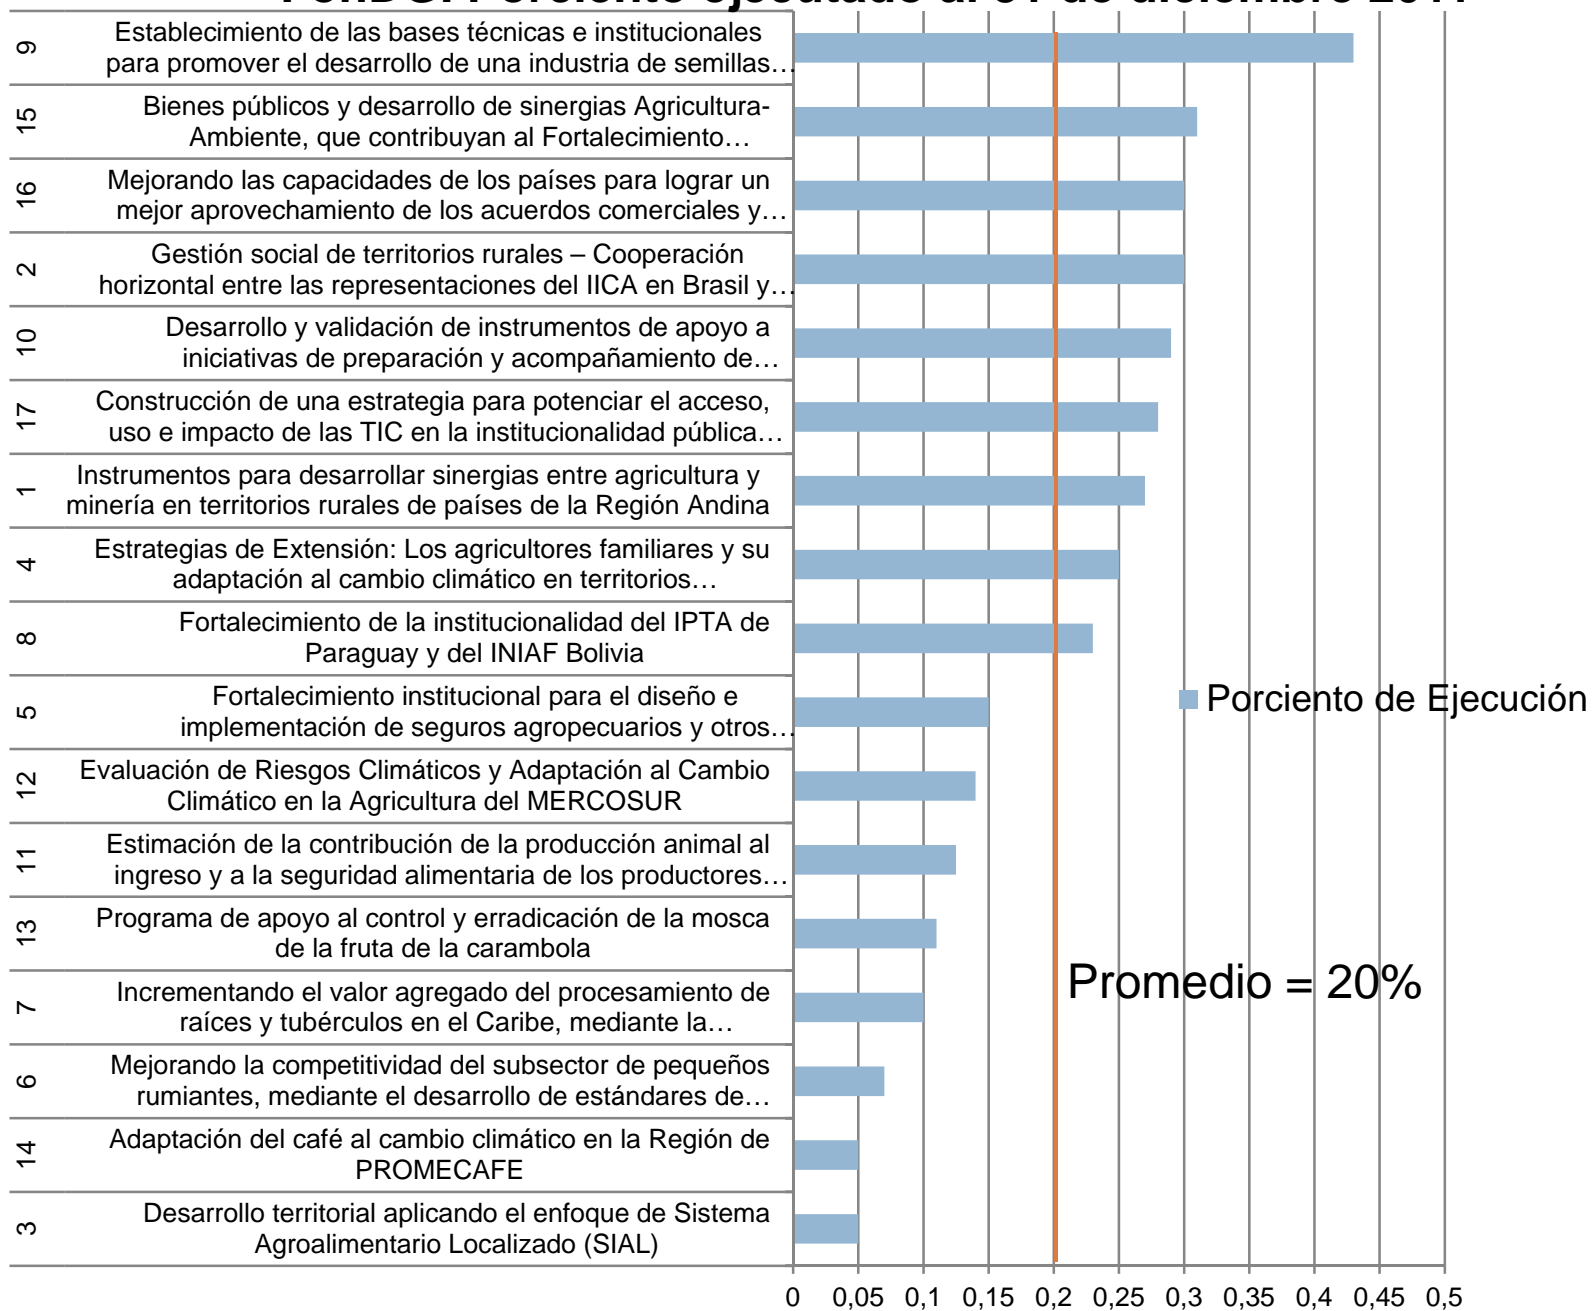 9
Establecimiento de las bases técnicas e institucionales
para promover el desarrollo de una industria de semillas…
15
Bienes públicos y desarrollo de sinergias Agricultura-
Ambiente, que contribuyan al Fortalecimiento…
16
Mejorando las capacidades de los países para lograr un
mejor aprovechamiento de los acuerdos comerciales y…
2
Gestión social de territorios rurales – Cooperación
horizontal entre las representaciones del IICA en Brasil y…
10
Desarrollo y validación de instrumentos de apoyo a
iniciativas de preparación y acompañamiento de…
17
Construcción de una estrategia para potenciar el acceso,
uso e impacto de las TIC en la institucionalidad pública…
1
Instrumentos para desarrollar sinergias entre agricultura y
minería en territorios rurales de países de la Región Andina
4
Estrategias de Extensión: Los agricultores familiares y su
adaptación al cambio climático en territorios…
8
Fortalecimiento de la institucionalidad del IPTA de
Paraguay y del INIAF Bolivia
5
Fortalecimiento institucional para el diseño e
implementación de seguros agropecuarios y otros…
Porciento de Ejecución
12
Evaluación de Riesgos Climáticos y Adaptación al Cambio
Climático en la Agricultura del MERCOSUR
11
Estimación de la contribución de la producción animal al
ingreso y a la seguridad alimentaria de los productores…
13
Programa de apoyo al control y erradicación de la mosca
de la fruta de la carambola
Promedio = 20%
7
Incrementando el valor agregado del procesamiento de
raíces y tubérculos en el Caribe, mediante la…
6
Mejorando la competitividad del subsector de pequeños
rumiantes, mediante el desarrollo de estándares de…
14
Adaptación del café al cambio climático en la Región de
PROMECAFE
3
Desarrollo territorial aplicando el enfoque de Sistema
Agroalimentario Localizado (SIAL)
0 0,05 0,1 0,15 0,2 0,25 0,3 0,35 0,4 0,45 0,5